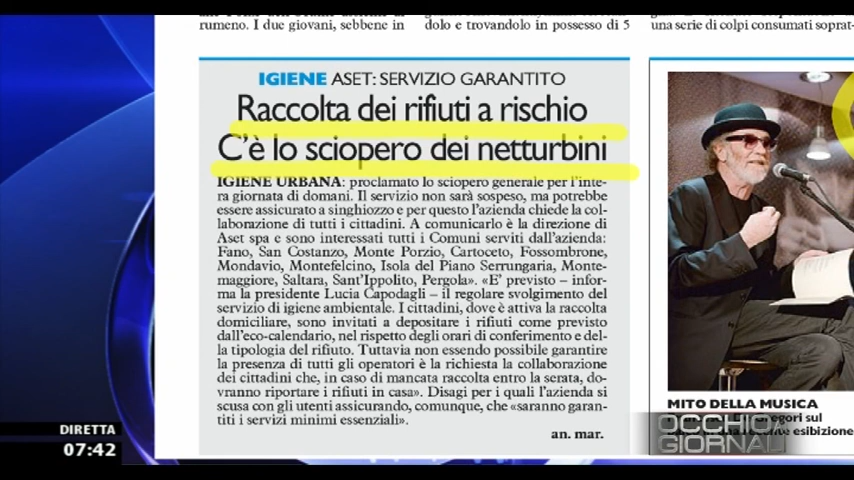 rumeno. I due giovani, sebbene in
dolo e trovandolo in possesso di 5
una serie di colpi consumati soprat-
IGIENE ASET: SERVIZIO GARANTITO
Raccolta dei rifiuti a rischio
C'è lo sciopero dei netturbini
IGIENE URBANA: proclamato lo sciopero generale per l'inte-
ra giornata di domani. Il servizio non sarà sospeso, ma potrebbe
essere assicurato a singhiozzo e per questo l'azienda chiede la col-
laborazione di tutti i cittadini. A comunicarlo è la direzione di
Aset spa e sono interessati tutti i Comuni serviti dall'azienda:
Fano, San Costanzo, Monte Porzio, Cartoceto, Fossombrone,
Mondavio, Montefelcino, Isola del Piano Serrungaria, Monte-
maggiore, Saltara, Sant'Ippolito, Pergola». «E' previsto – infor-
ma la presidente Lucia Capodagli – il regolare svolgimento del
servizio di igiene ambientale. I cittadini, dove è attiva la raccolta
domiciliare, sono invitati a depositare i rifiuti come previsto
dall'eco-calendario, nel rispetto degli orari di conferimento e del-
la tipologia del rifiuto. Tuttavia non essendo possibile garantire
la presenza di tutti gli operatori è la richiesta la collaborazione
dei cittadini che, in caso di mancata raccolta entro la serata, do-
vranno riportare i rifiuti in casa». Disagi per i quali l'azienda si
scusa con gli utenti assicurando, comunque, che «saranno garan-
titi i servizi minimi essenziali».
an. mar.
MITO DELLA MUSICA
Gregori sul
esibizione
OCCHIO AI
GIORNALI
DIRETTA
07:42